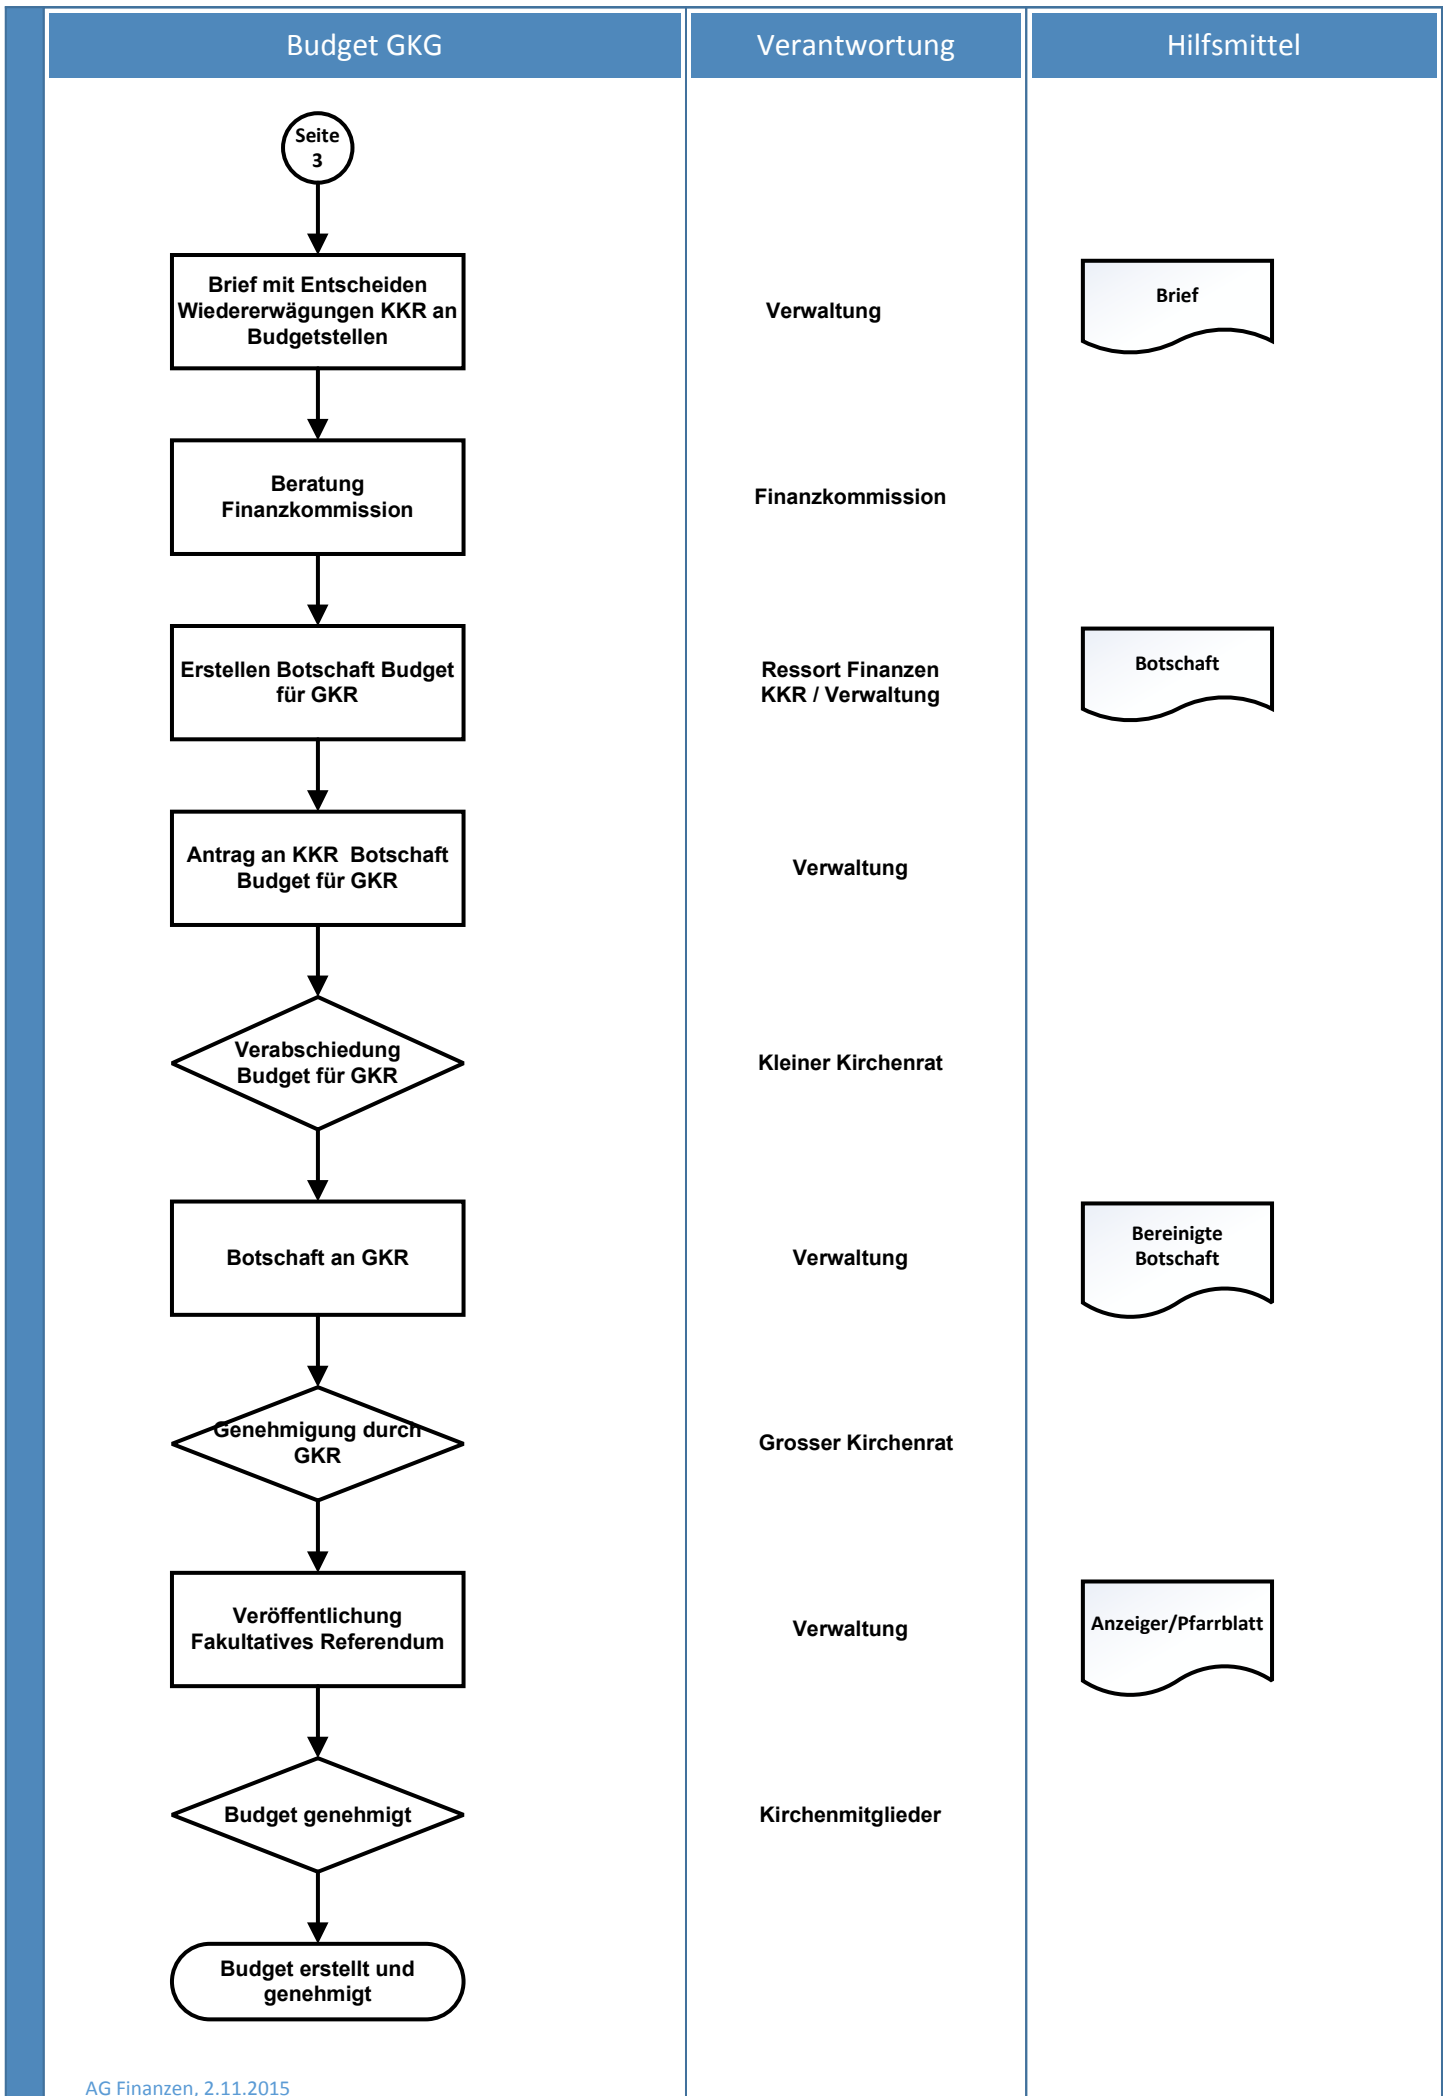 Budget GKG
Verantwortung
Hilfsmittel
Seite
3
Brief mit Entscheiden
Wiedererwägungen KKR an
Budgetstellen
Verwaltung
Brief
Beratung
Finanzkommission
Finanzkommission
Erstellen Botschaft Budget
für GKR
Ressort Finanzen
KKR / Verwaltung
Botschaft
Antrag an KKR  Botschaft
Budget für GKR
Verwaltung
Verabschiedung
Budget für GKR
Kleiner Kirchenrat
Botschaft an GKR
Verwaltung
Bereinigte
Botschaft
Genehmigung durch
GKR
Grosser Kirchenrat
Veröffentlichung
Fakultatives Referendum
Verwaltung
Anzeiger/Pfarrblatt
Budget genehmigt
Kirchenmitglieder
Budget erstellt und
genehmigt
AG Finanzen, 2.11.2015